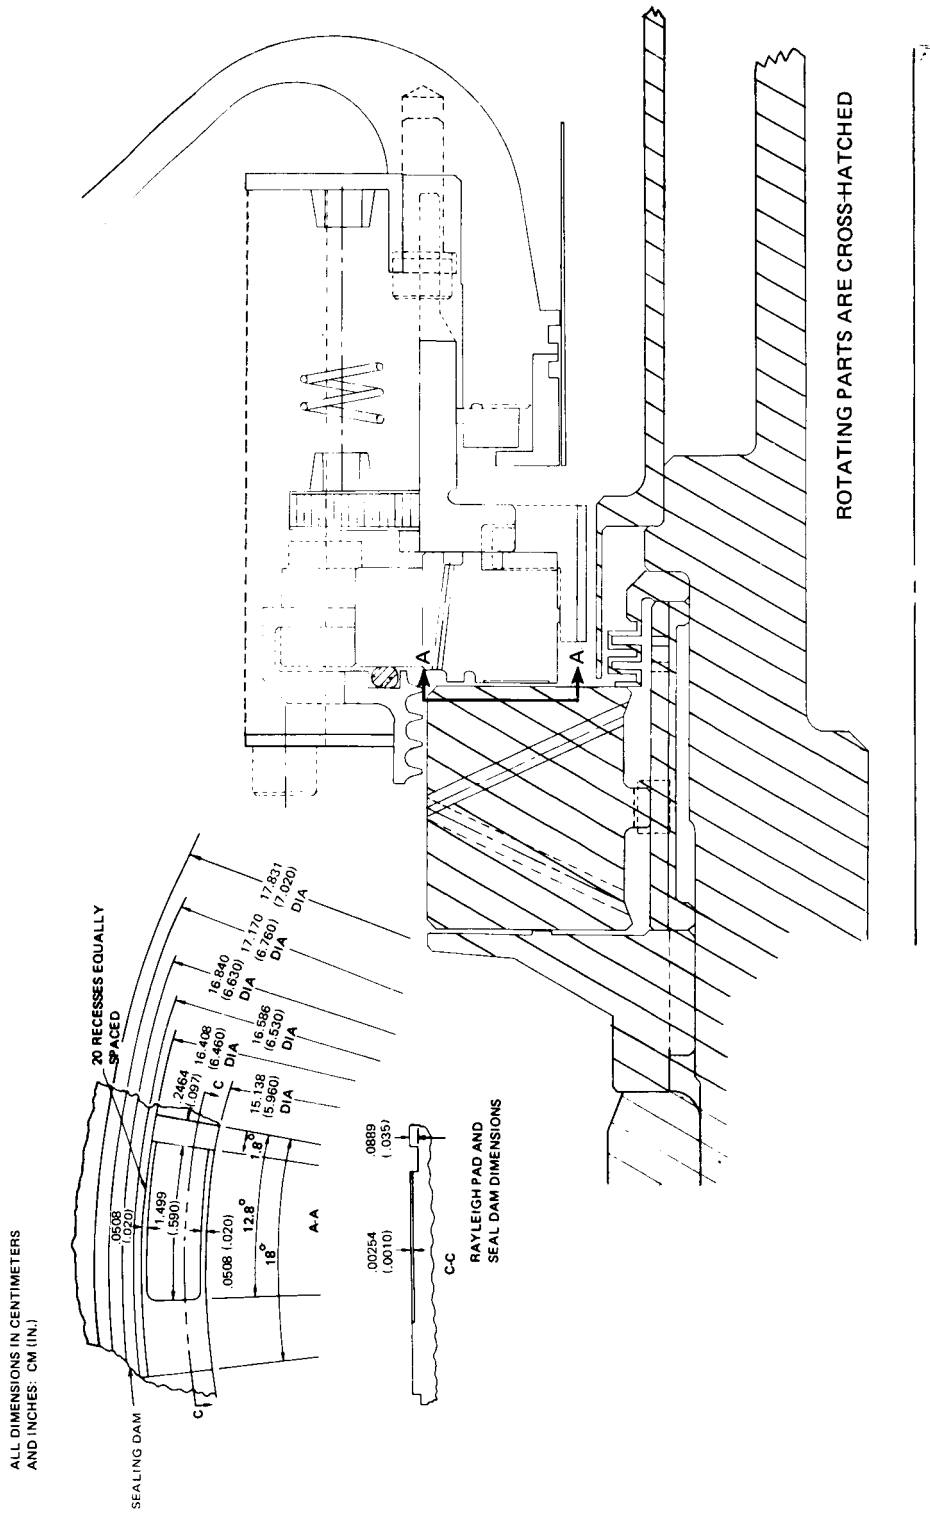 ALL DIMENSIONS IN CENTIMETERS
AND INCHES: CM (IN.)
SEALING DAM
20 RECESSES EQUALLY
SPACED
.0508
(.020)
1.499
(.590)
.2464
(.097)
C
C
16.408
(6.460)
DIA
15.138
(5.960)
DIA
16.586
(6.530)
DIA
16.840
(6.630)
DIA
17.170
(6.760)
DIA
17.831
(7.020)
DIA
.0508 (.020)
1.8°
12.8°
18°
A-A
.00254
(.0010)
.0889
(.035)
C-C
RAYLEIGH PAD AND
SEAL DAM DIMENSIONS
A
A
ROTATING PARTS ARE CROSS-HATCHED